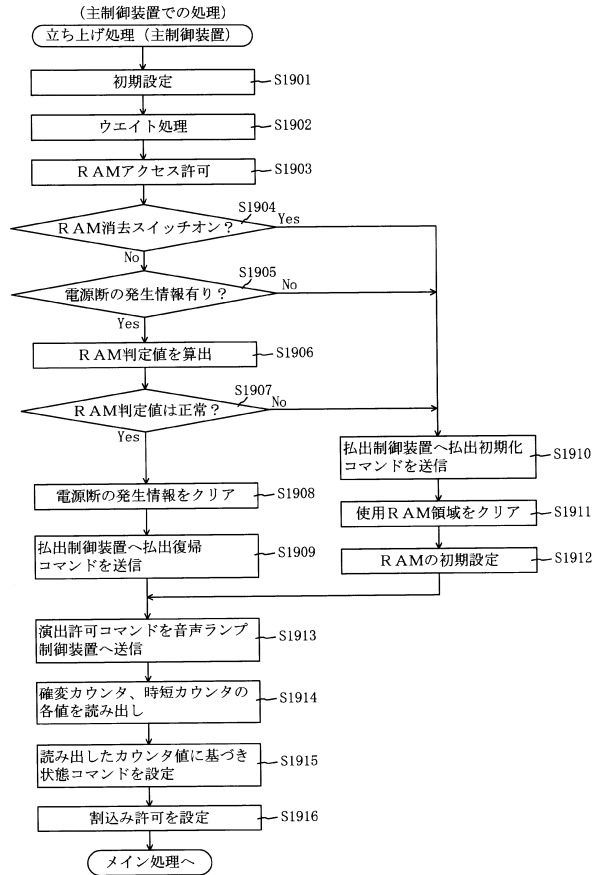 (主制御装置での処理)
立ち上げ処理(主制御装置)
初期設定
S1901
ウエイト処理
S1902
RAMアクセス許可
S1903
RAM消去スイッチオン?
S1904
Yes
No
電源断の発生情報有り?
S1905
No
Yes
RAM判定値を算出
S1906
RAM判定値は正常?
S1907
No
Yes
払出制御装置へ払出初期化
コマンドを送信
S1910
電源断の発生情報をクリア
S1908
使用RAM領域をクリア
S1911
払出制御装置へ払出復帰
コマンドを送信
S1909
RAMの初期設定
S1912
演出許可コマンドを音声ランプ
制御装置へ送信
S1913
確変カウンタ、時短カウンタの
各値を読み出し
S1914
読み出したカウンタ値に基づき
状態コマンドを設定
S1915
割込み許可を設定
S1916
メイン処理へ